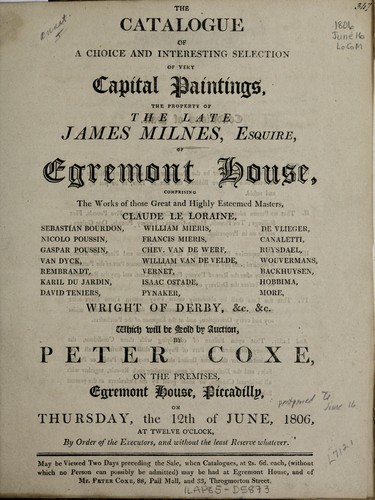 THE
CATALOGUE
OF
A CHOICE AND INTERESTING SELECTION
OF VERY
Capital Paintings,
THE PROPERTY OF
THE LATE
JAMES MILNES, ESQUIRE,
OF
Egremont House,
COMPRISING
The Works of those Great and Highly Esteemed Masters,
CLAUDE LE LORAINE,
SEBASTIAN BOURDON, WILLIAM MIERIS, DE VLIEGER,
NICOLO POUSSIN, FRANCIS MIERIS, CANALETTI,
GASPAR POUSSIN, CHEV. VAN DE WERF, RUYSDAEL,
VAN DYCK, WILLIAM VAN DE VELDE, WOUVERMANS,
REMBRANDT, VERNET, BACKHUYSEN,
KARIL DU JARDIN, ISAAC OSTADE, HOBBIMA,
DAVID TENIERS, PYNAKER, MORE,
WRIGHT OF DERBY, &c. &c.
Which will be Sold by Auction,
BY
PETER COXE,
ON THE PREMISES,
Egremont House, Piccadilly,
ON
THURSDAY, the 12th of JUNE, 1806,
AT TWELVE O'CLOCK,
By Order of the Executors, and without the least Reserve whatever.
May be Viewed Two Days preceding the Sale, when Catalogues, at 2s. 6d. each, (without
which no Person can possibly be admitted) may be had at Egremont House, and of
MR. PETER COXE, 88, Pall Mall, and 33, Throgmorton Street.
1806
June 16
LoCoM
postponed to
June 16
L7121
ILAP65-D5873